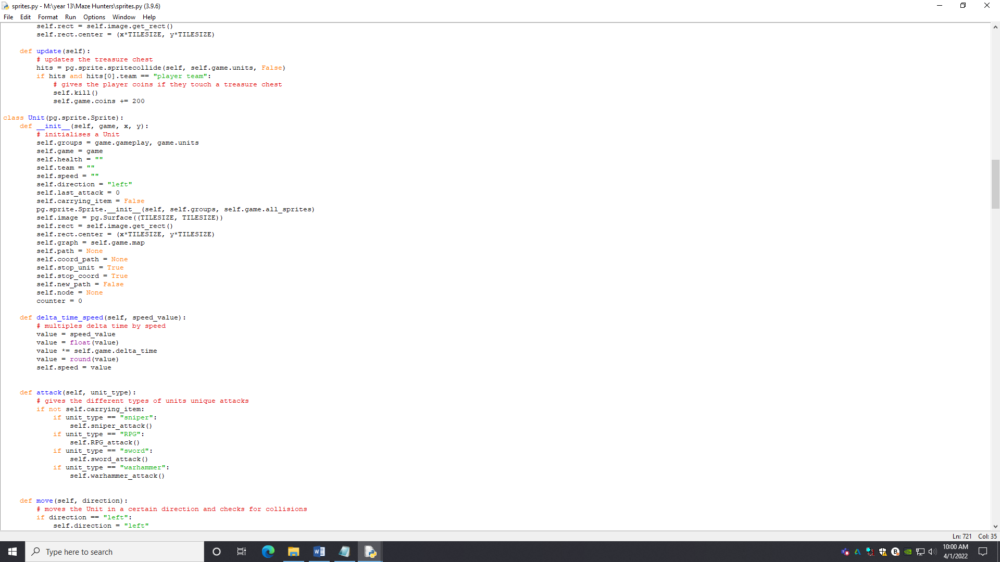 sprites.py - M:\year 13\Maze Hunters\sprites.py (3.9.6)
File Edit Format Run Options Window Help
        self.rect = self.image.get_rect()
        self.rect.center = (x*TILESIZE, y*TILESIZE)

    def update(self):
        # updates the treasure chest
        hits = pg.sprite.spritecollide(self, self.game.units, False)
        if hits and hits[0].team == "player team":
            # gives the player coins if they touch a treasure chest
            self.kill()
            self.game.coins += 200

class Unit(pg.sprite.Sprite):
    def __init__(self, game, x, y):
        # initialises a Unit
        self.groups = game.gameplay, game.units
        self.game = game
        self.health = ""
        self.team = ""
        self.speed = ""
        self.direction = "left"
        self.last_attack = 0
        self.carrying_item = False
        pg.sprite.Sprite.__init__(self, self.groups, self.game.all_sprites)
        self.image = pg.Surface((TILESIZE, TILESIZE))
        self.rect = self.image.get_rect()
        self.rect.center = (x*TILESIZE, y*TILESIZE)
        self.graph = self.game.map
        self.path = None
        self.coord_path = None
        self.stop_unit = True
        self.stop_coord = True
        self.new_path = False
        self.node = None
        counter = 0

    def delta_time_speed(self, speed_value):
        # multiples delta time by speed
        value = speed_value
        value = float(value)
        value *= self.game.delta_time
        value = round(value)
        self.speed = value

    def attack(self, unit_type):
        # gives the different types of units unique attacks
        if not self.carrying_item:
            if unit_type == "sniper":
                self.sniper_attack()
            if unit_type == "RPG":
                self.RPG_attack()
            if unit_type == "sword":
                self.sword_attack()
            if unit_type == "warhammer":
                self.warhammer_attack()

    def move(self, direction):
        # moves the Unit in a certain direction and checks for collisions
        if direction == "left":
            self.direction = "left"
Ln: 721 Col: 35
Type here to search
10:00 AM
4/1/2022